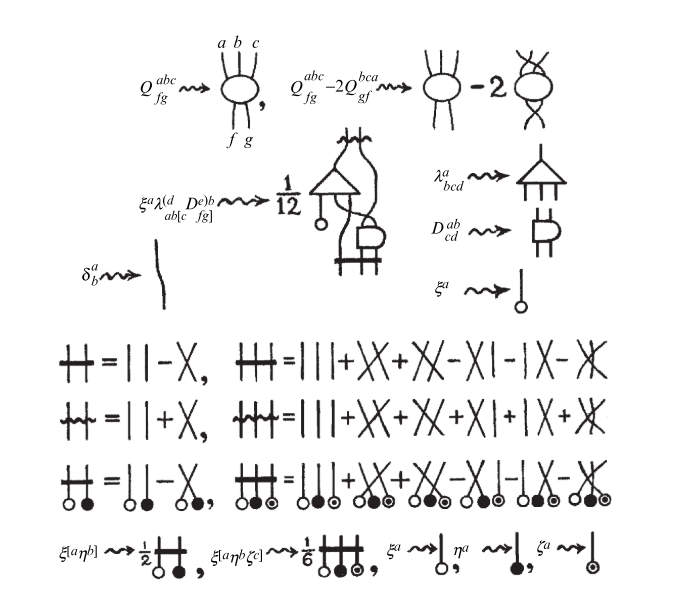 a b c
Q^{abc}_{fg} , Q^{abc}_{fg} −2Q^{bca}_{gf} −2
f g
ξ^a λ^{(d}_{ab[c} D^{e)b}_{fg]} 1/12 λ^a_{bcd}
D^{ab}_{cd}
δ^a_b ξ^a
= − , = + + − − −
= + , = + + + + +
= − , = + + − − −
ξ^{[a}η^{b]} 1/2 , ξ^{[a}η^bζ^{c]} 1/6 , ξ^a , η^a , ζ^a